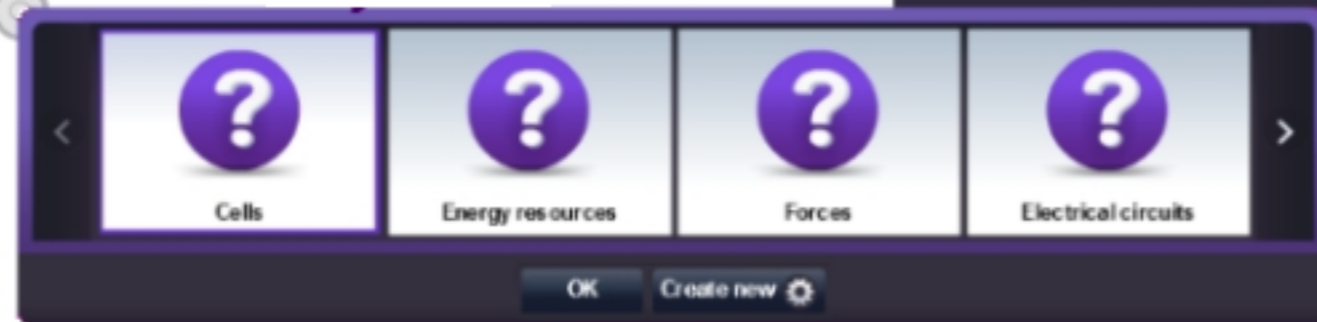 Cells
Energy resources
Forces
Electrical circuits
OK
Create new